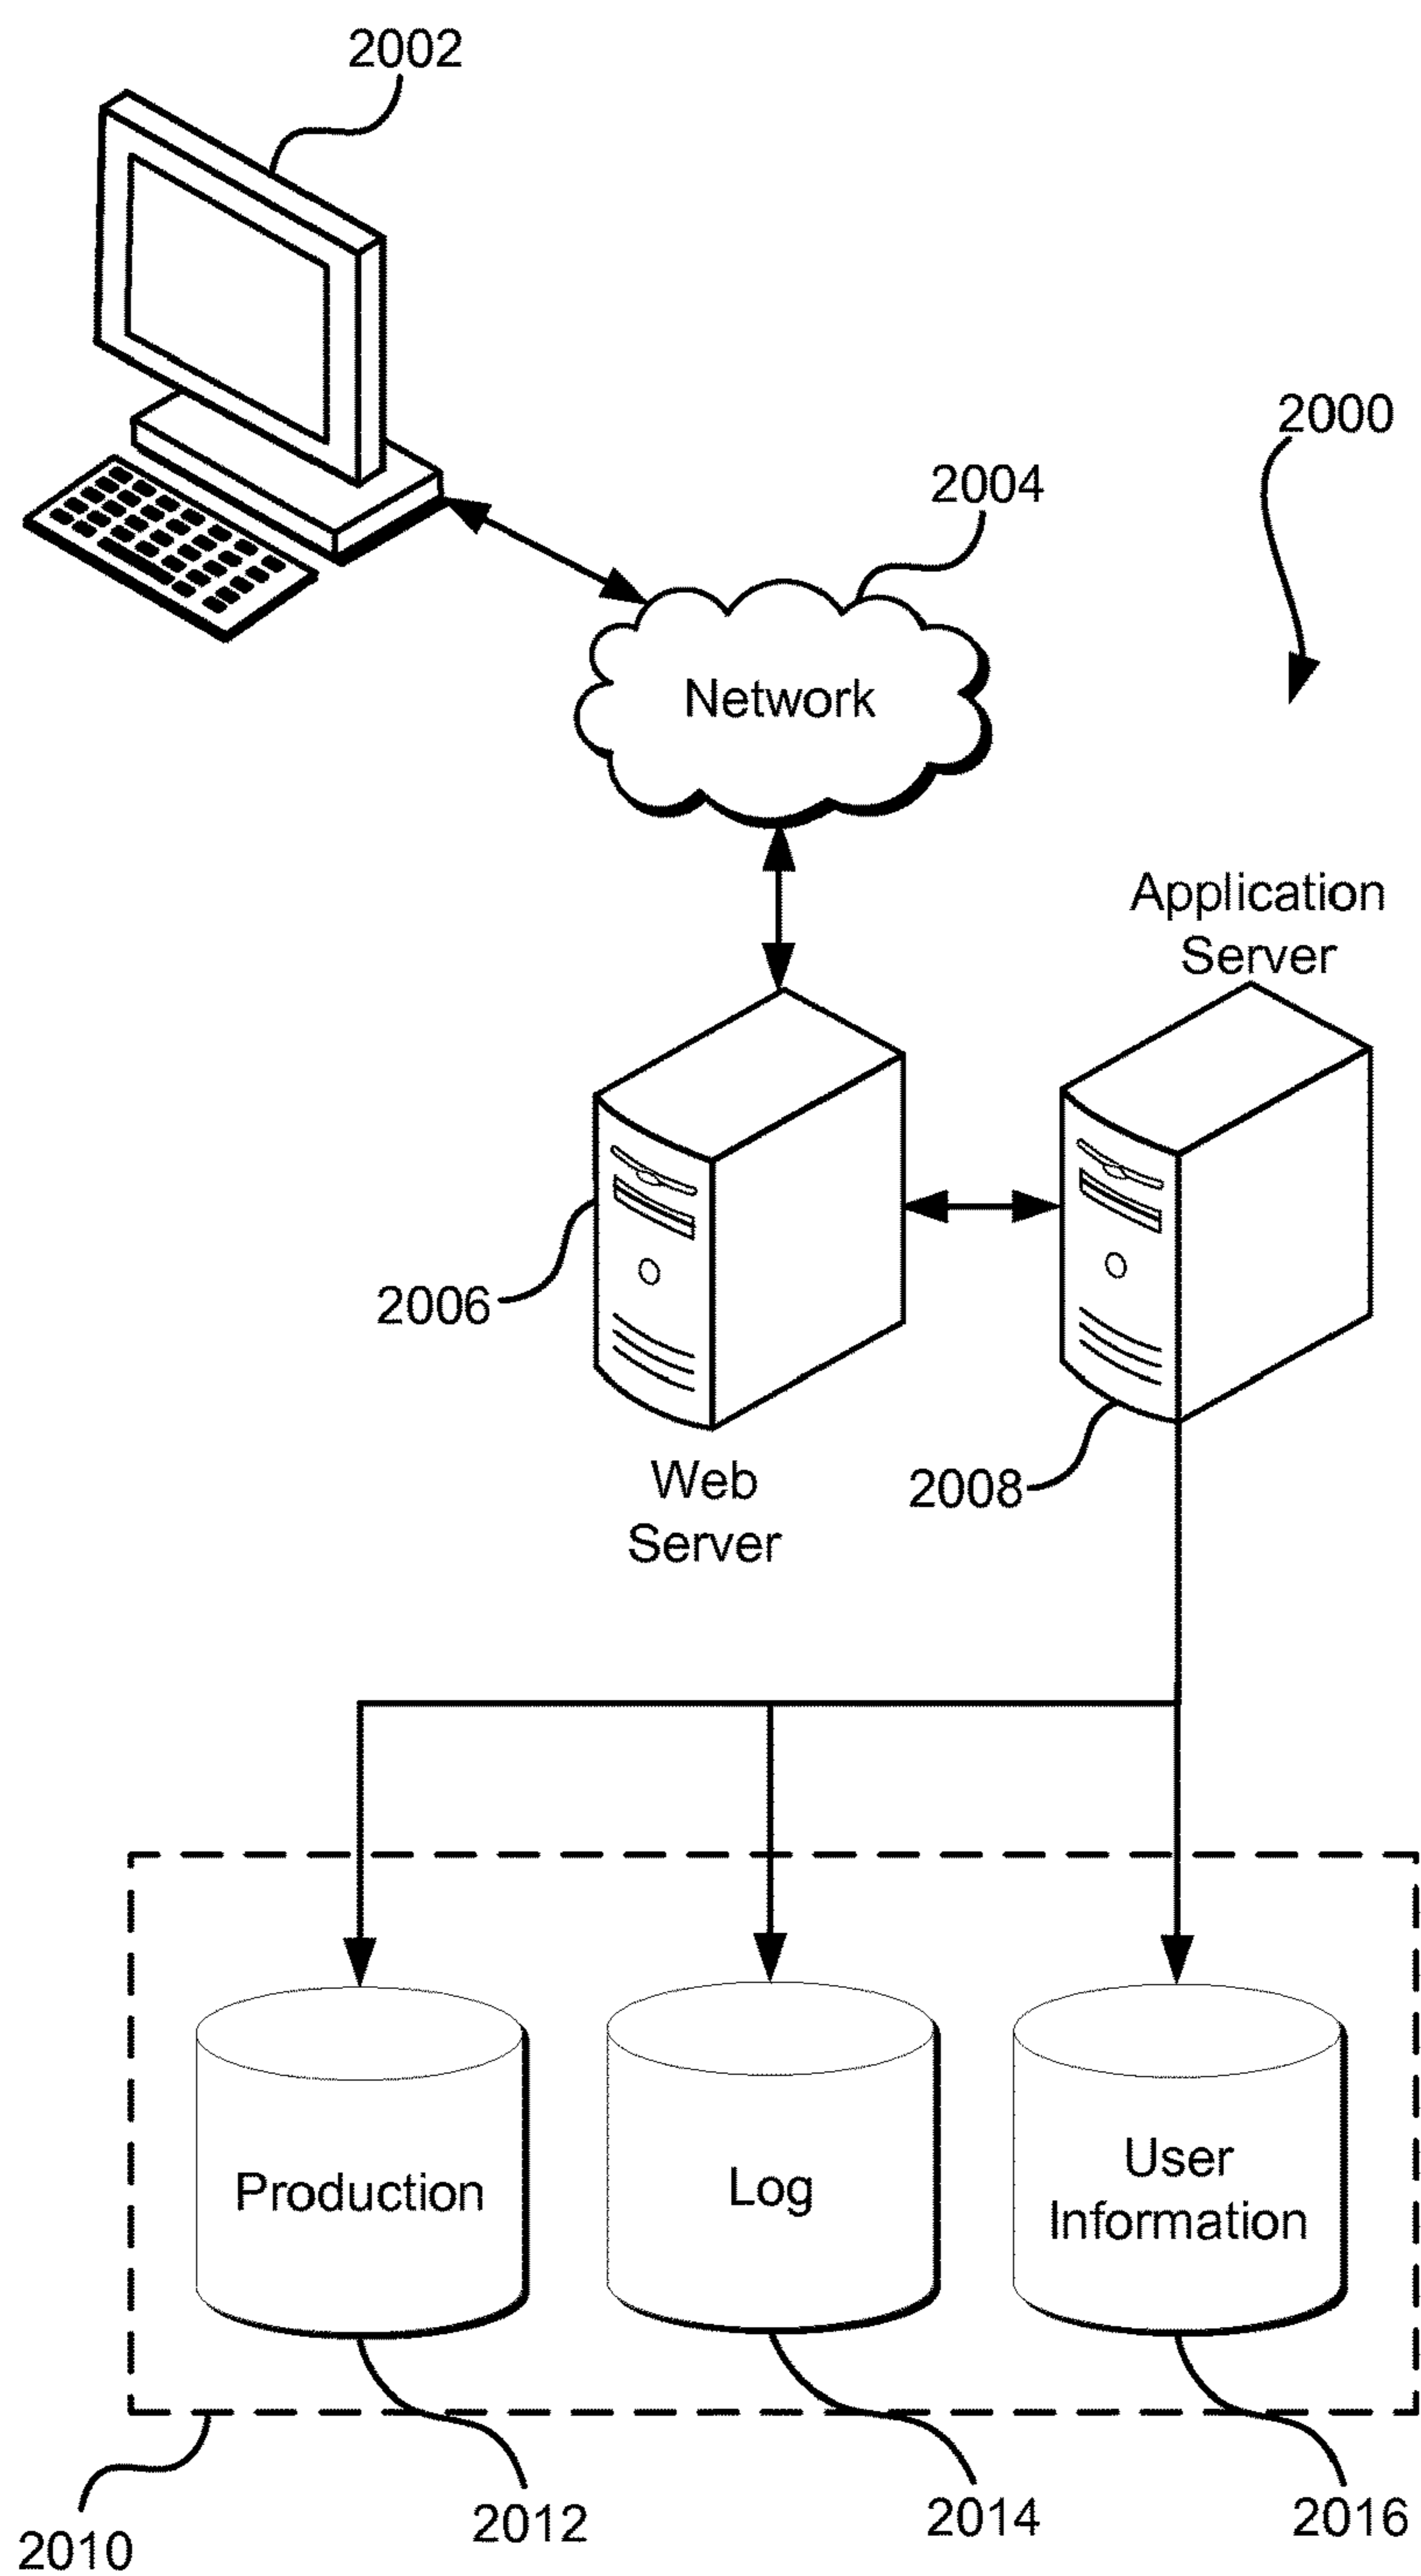 2002
2000
2004
Network
Application
Server
2006
2008
Web
Server
Production
Log
User
Information
2010
2012
2014
2016